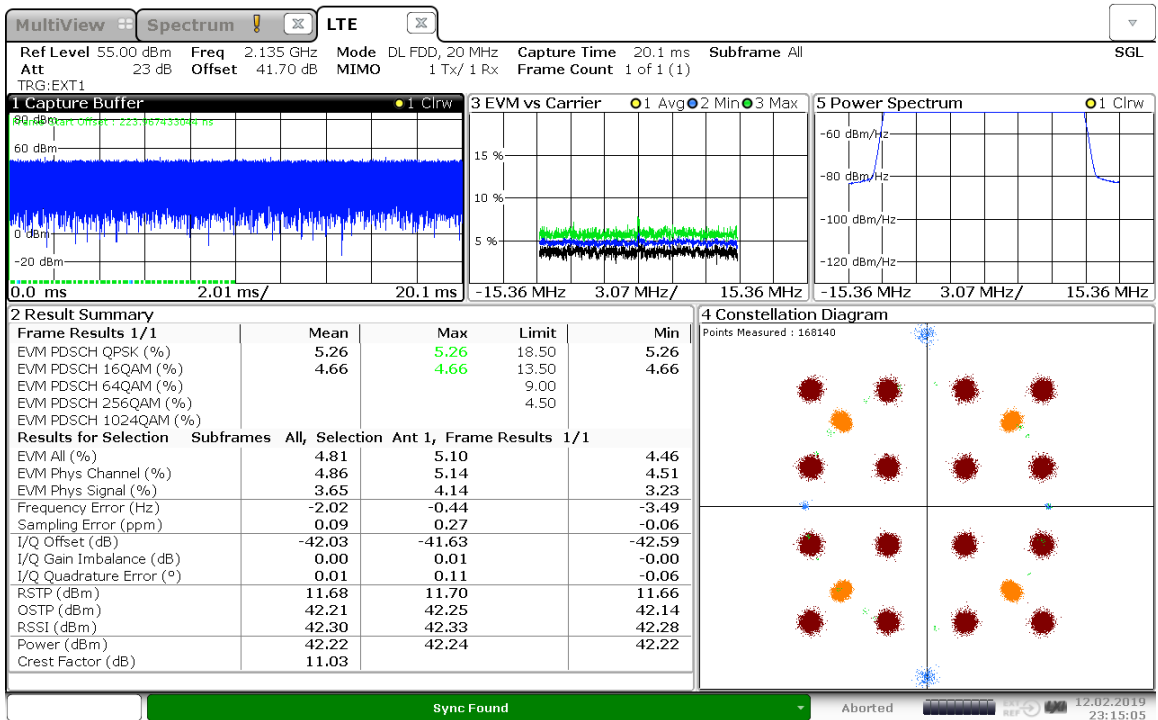 MultiView Spectrum LTE
Ref Level 55.00 dBm Freq 2.135 GHz Mode DL FDD, 20 MHz Capture Time 20.1 ms Subframe All SGL
Att 23 dB Offset 41.70 dB MIMO 1 Tx/ 1 Rx Frame Count 1 of 1 (1)
TRG:EXT1
1 Capture Buffer 1 Clrw
80 dBm
Frame Start Offset : 223.967433044 ns
60 dBm
0 dBm
-20 dBm
0.0 ms 2.01 ms/ 20.1 ms
3 EVM vs Carrier 1 Avg 2 Min 3 Max
15 %
10 %
5 %
-15.36 MHz 3.07 MHz/ 15.36 MHz
5 Power Spectrum 1 Clrw
-60 dBm/Hz
-80 dBm/Hz
-100 dBm/Hz
-120 dBm/Hz
-15.36 MHz 3.07 MHz/ 15.36 MHz
2 Result Summary
Frame Results 1/1 Mean Max Limit Min
EVM PDSCH QPSK (%) 5.26 5.26 18.50 5.26
EVM PDSCH 16QAM (%) 4.66 4.66 13.50 4.66
EVM PDSCH 64QAM (%) 9.00
EVM PDSCH 256QAM (%) 4.50
EVM PDSCH 1024QAM (%)
Results for Selection Subframes All, Selection Ant 1, Frame Results 1/1
EVM All (%) 4.81 5.10 4.46
EVM Phys Channel (%) 4.86 5.14 4.51
EVM Phys Signal (%) 3.65 4.14 3.23
Frequency Error (Hz) -2.02 -0.44 -3.49
Sampling Error (ppm) 0.09 0.27 -0.06
I/Q Offset (dB) -42.03 -41.63 -42.59
I/Q Gain Imbalance (dB) 0.00 0.01 -0.00
I/Q Quadrature Error (°) 0.01 0.11 -0.06
RSTP (dBm) 11.68 11.70 11.66
OSTP (dBm) 42.21 42.25 42.14
RSSI (dBm) 42.30 42.33 42.28
Power (dBm) 42.22 42.24 42.22
Crest Factor (dB) 11.03
4 Constellation Diagram
Points Measured : 168140
Sync Found
Aborted
EXT
REF
12.02.2019
23:15:05